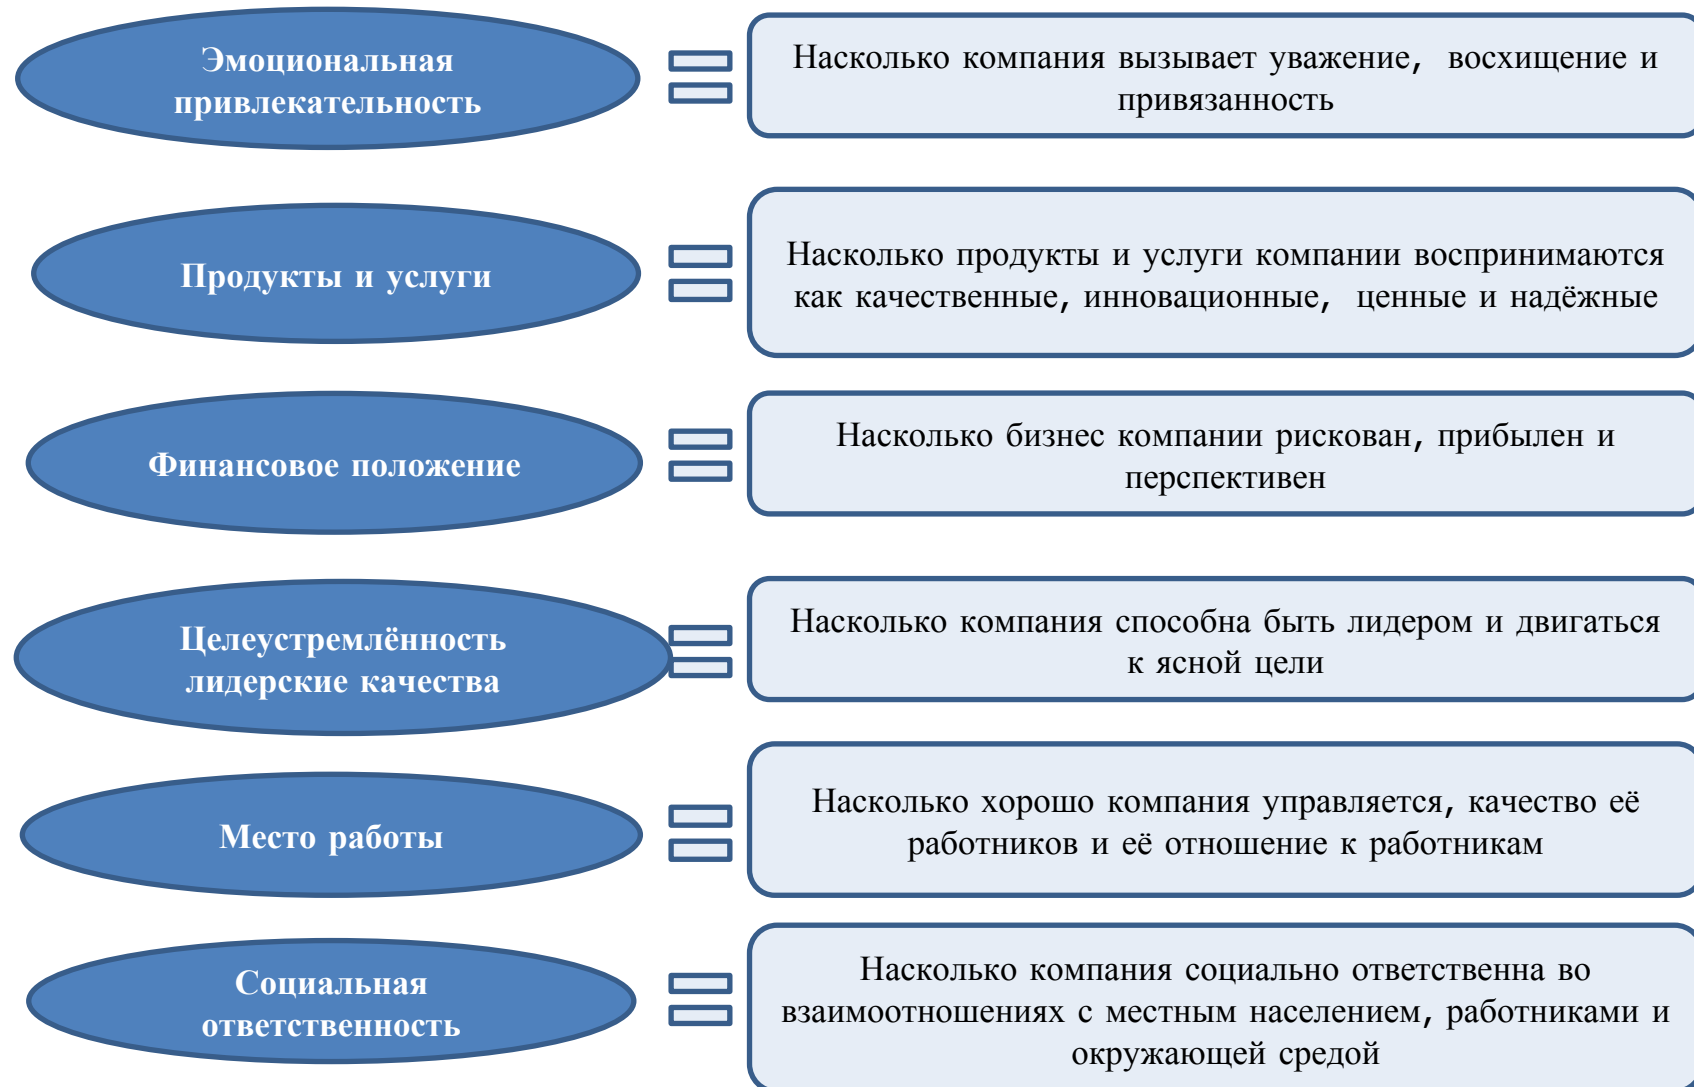 Эмоциональная
привлекательность
Насколько компания вызывает уважение, восхищение и
привязанность
Продукты и услуги
Насколько продукты и услуги компании воспринимаются
как качественные, инновационные, ценные и надёжные
Финансовое положение
Насколько бизнес компании рискован, прибылен и
перспективен
Целеустремлённость
лидерские качества
Насколько компания способна быть лидером и двигаться
к ясной цели
Место работы
Насколько хорошо компания управляется, качество её
работников и её отношение к работникам
Социальная
ответственность
Насколько компания социально ответственна во
взаимоотношениях с местным населением, работниками и
окружающей средой